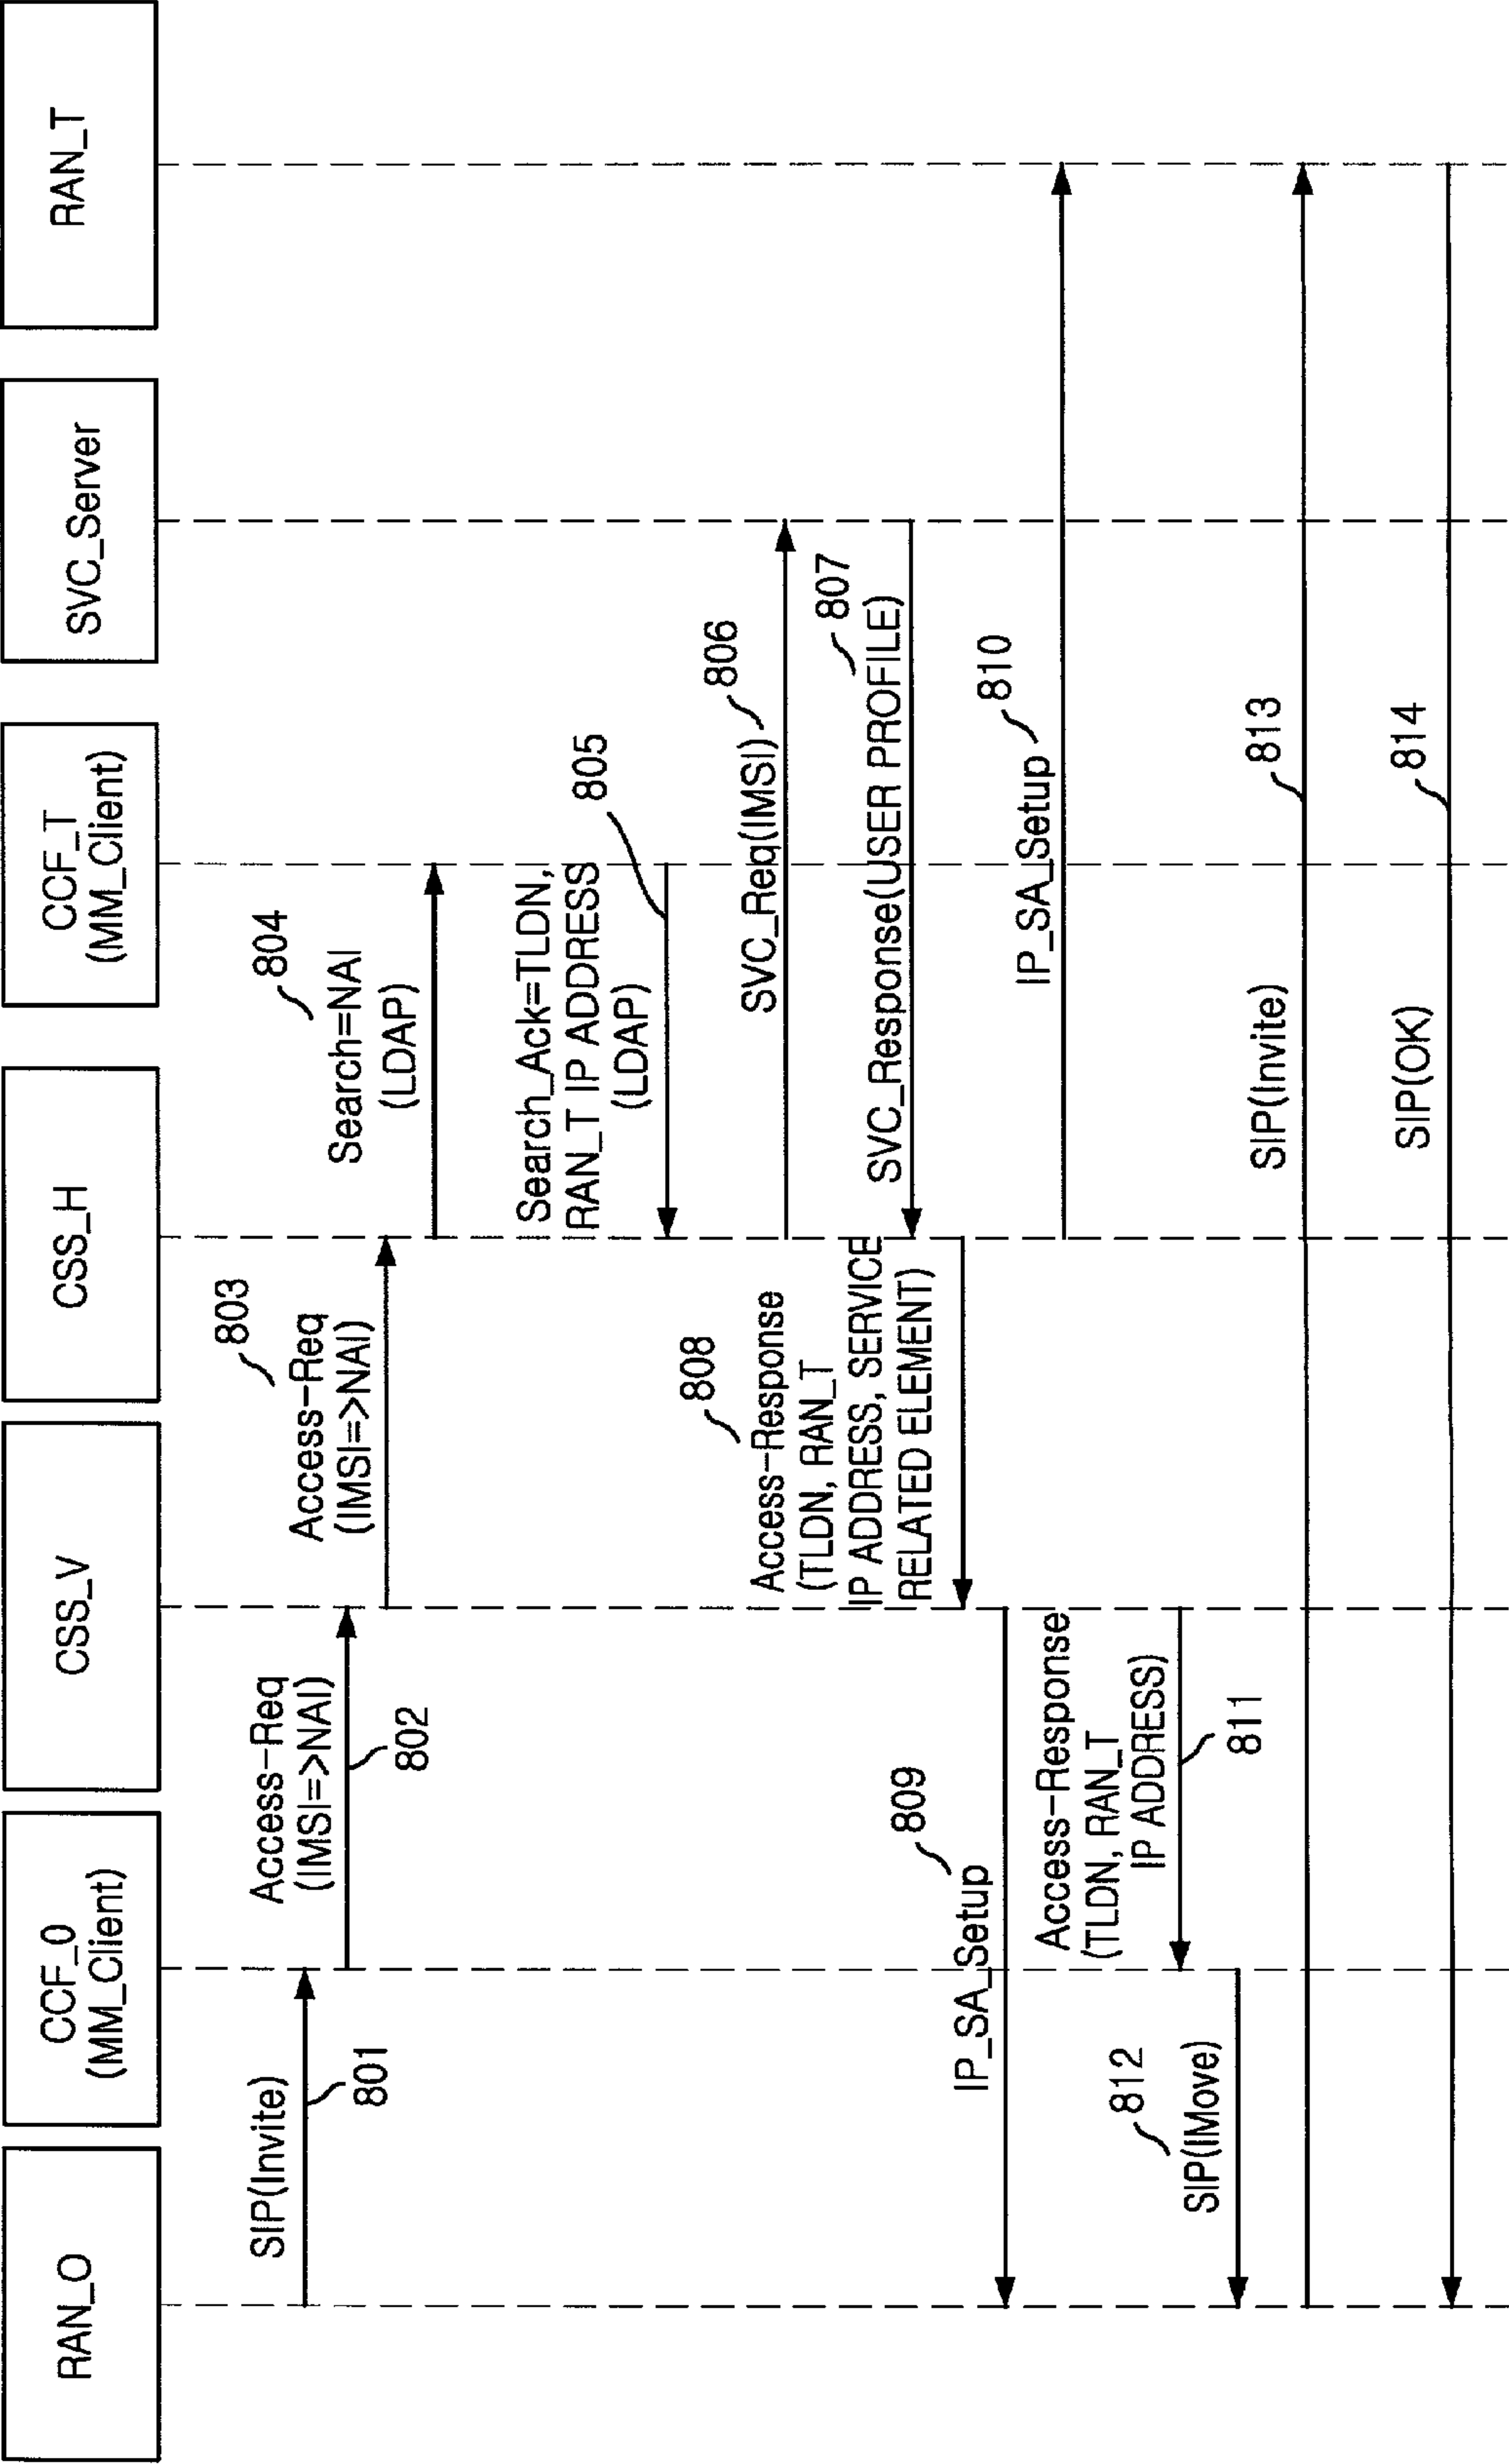 RAN_O
CCF_0
(MM_Client)
CSS_V
CSS_H
CCF_T
(MM_Client)
SVC_Server
RAN_T
SIP(Invite)
801
Access-Req
(IMSI=>NAI)
802
803
Access-Req
(IMSI=>NAI)
804
Search=NAI
(LDAP)
Search_Ack=TLDN,
RAN_T IP ADDRESS
(LDAP)
805
SVC_Req(IMSI)
806
807
SVC_Response(USER PROFILE)
808
Access-Response
(TLDN, RAN_T
IP ADDRESS, SERVICE
RELATED ELEMENT)
809
IP_SA_Setup
IP_SA_Setup
810
Access-Response
(TLDN, RAN_T
IP ADDRESS)
811
812
SIP(IMove)
SIP(Invite)
813
SIP(OK)
814